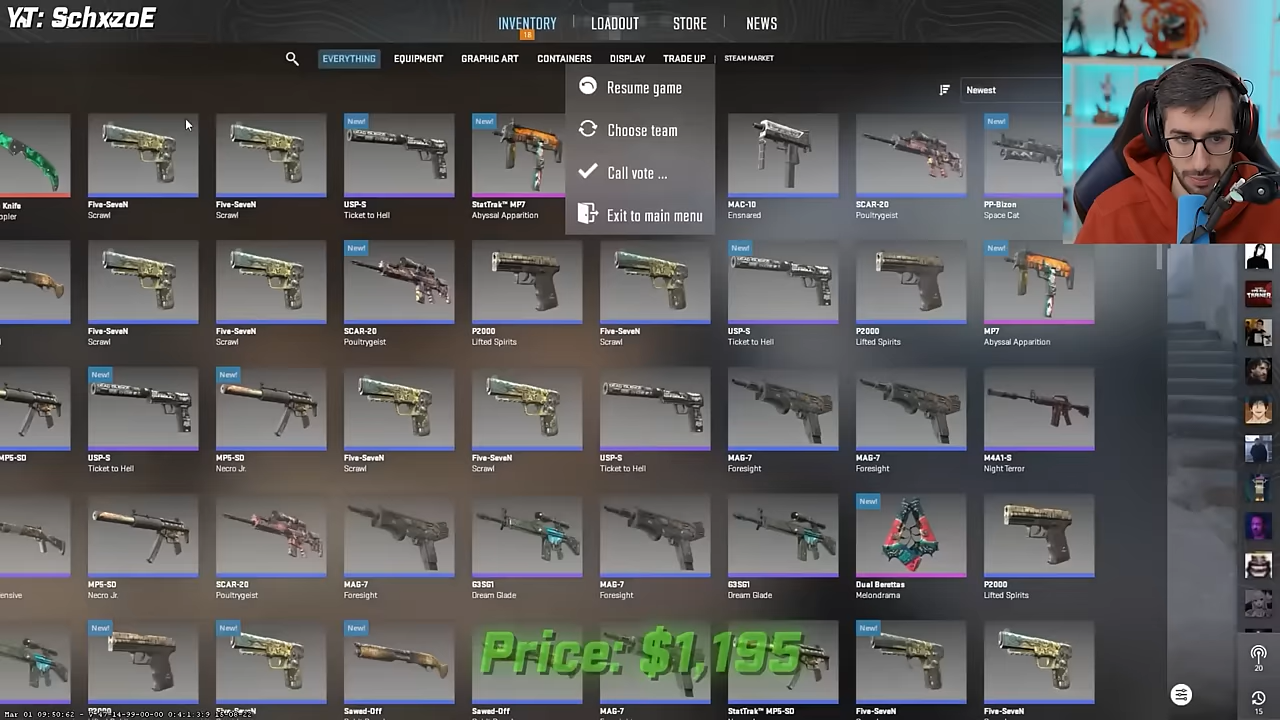 YT: SchxzoE
INVENTORY
18
LOADOUT
STORE
NEWS
EVERYTHING
EQUIPMENT
GRAPHIC ART
CONTAINERS
DISPLAY
TRADE UP
STEAM MARKET
Resume game
Choose team
Call vote ...
Exit to main menu
Newest
Knife
Five-SeveN
Scrawl
Five-SeveN
Scrawl
New!
USP-S
Ticket to Hell
New!
StatTrak™ MP7
Abyssal Apparition
MAC-10
Ensnared
SCAR-20
Poultrygeist
New!
PP-Bizon
Space Cat
Five-SeveN
Scrawl
Five-SeveN
Scrawl
New!
SCAR-20
Poultrygeist
P2000
Lifted Spirits
Five-SeveN
Scrawl
New!
USP-S
Ticket to Hell
P2000
Lifted Spirits
New!
MP7
Abyssal Apparition
MP5-SD
New!
USP-S
Ticket to Hell
New!
MP5-SD
Necro Jr.
Five-SeveN
Scrawl
Five-SeveN
Scrawl
USP-S
Ticket to Hell
MAG-7
Foresight
MAG-7
Foresight
M4A1-S
Night Terror
MP5-SD
Necro Jr.
SCAR-20
Poultrygeist
MAG-7
Foresight
G3SG1
Dream Glade
MAG-7
Foresight
G3SG1
Dream Glade
New!
Dual Berettas
Melondrama
P2000
Lifted Spirits
New!
P2000
New!
Five-SeveN
New!
Sawed-Off
Price: $1,195
MAG-7
StatTrak™ MP5-SD
New!
Five-SeveN
Five-SeveN
20
15